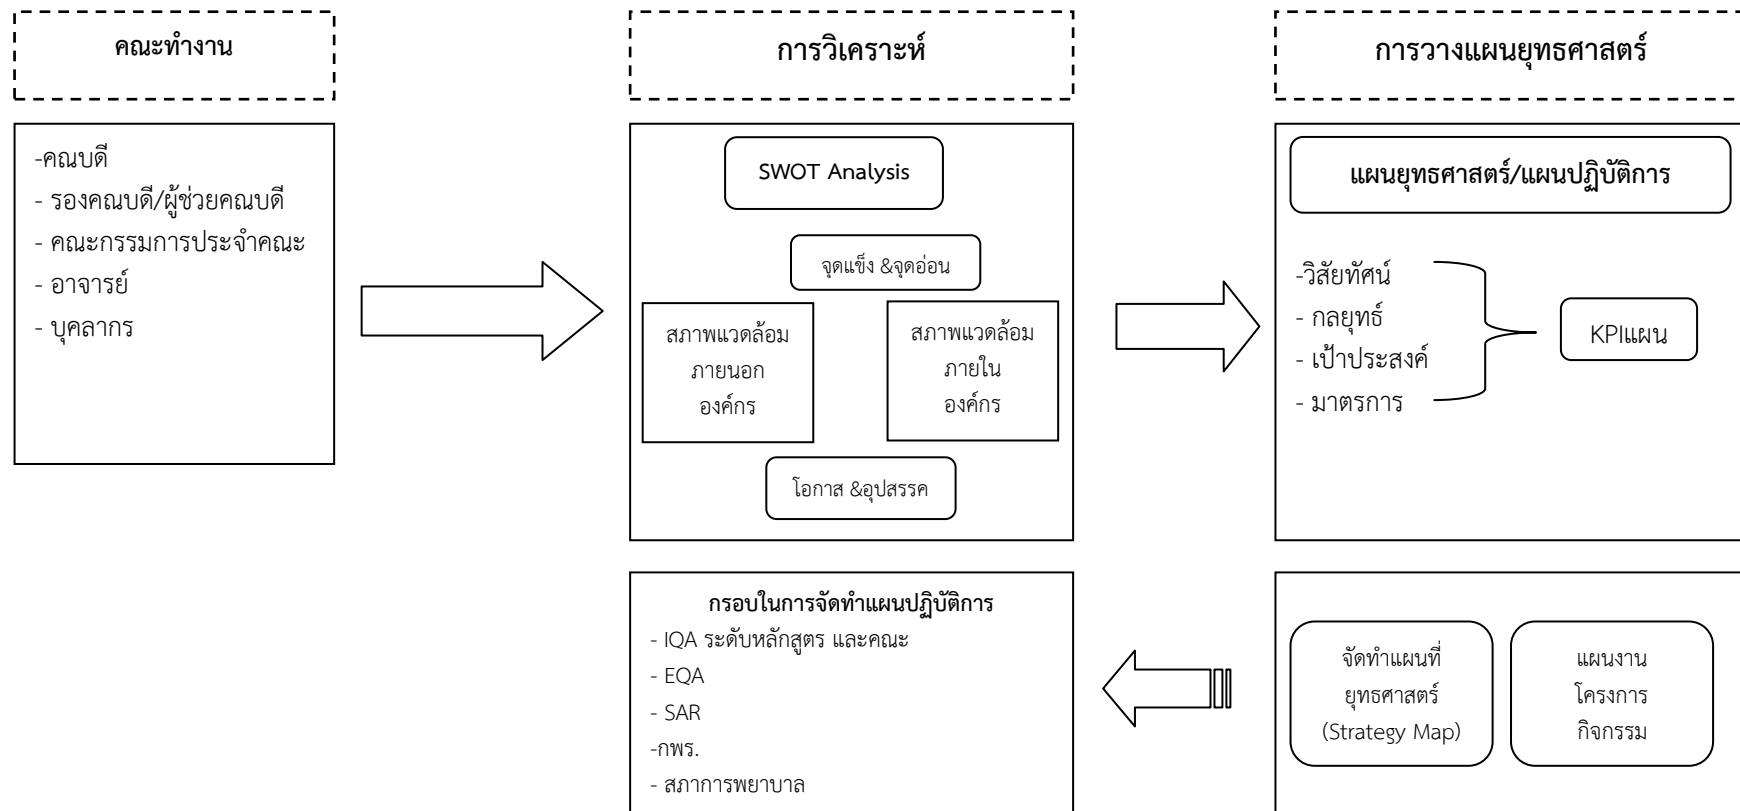 คณะทำงาน
-คณบดี
- รองคณบดี/ผู้ช่วยคณบดี
- คณะกรรมการประจำคณะ
- อาจารย์
- บุคลากร
การวิเคราะห์
SWOT Analysis
จุดแข็ง &จุดอ่อน
สภาพแวดล้อม
ภายนอก
องค์กร
สภาพแวดล้อม
ภายใน
องค์กร
โอกาส &อุปสรรค
การวางแผนยุทธศาสตร์
แผนยุทธศาสตร์/แผนปฏิบัติการ
-วิสัยทัศน์
- กลยุทธ์
- เป้าประสงค์
- มาตรการ
KPIแผน
กรอบในการจัดทำแผนปฏิบัติการ
- IQA ระดับหลักสูตร และคณะ
- EQA
- SAR
-กพร.
- สภาการพยาบาล
จัดทำแผนที่
ยุทธศาสตร์
(Strategy Map)
แผนงาน
โครงการ
กิจกรรม